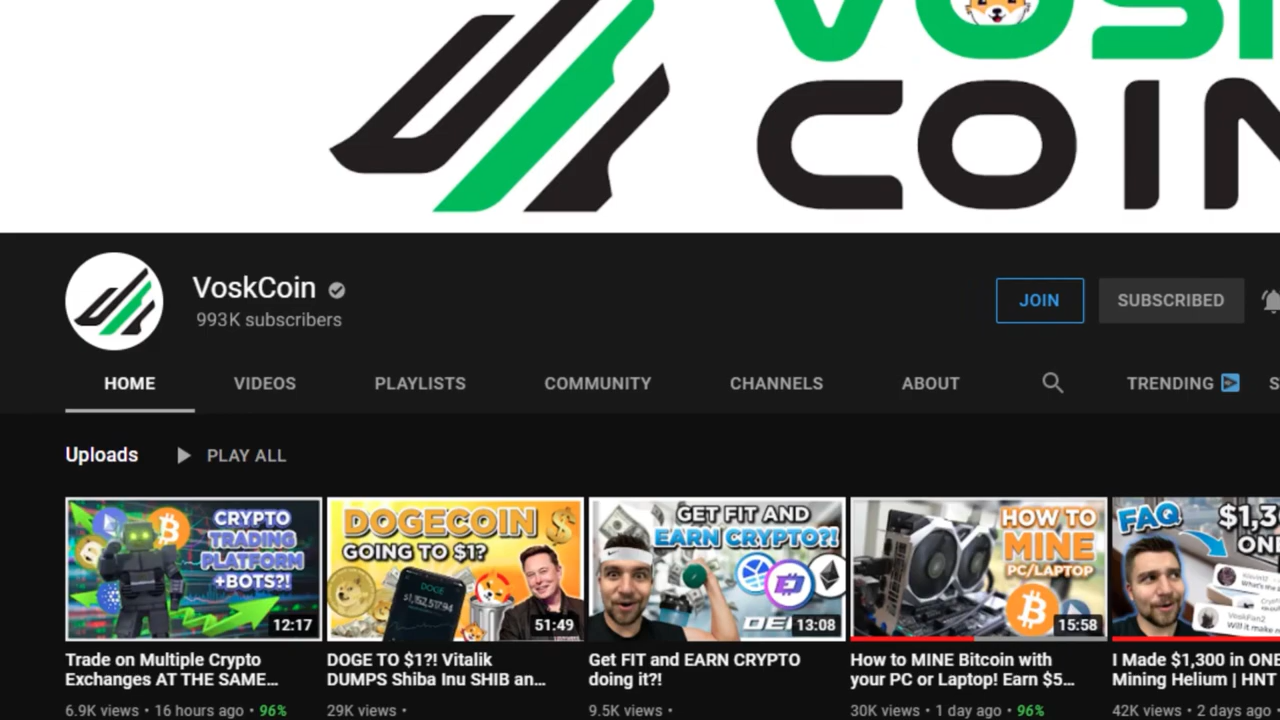 VOSK
COIN
VoskCoin
993K subscribers
JOIN
SUBSCRIBED
HOME
VIDEOS
PLAYLISTS
COMMUNITY
CHANNELS
ABOUT
TRENDING
S
Uploads
PLAY ALL
CRYPTO
TRADING
PLATFORM
+BOTS?!
12:17
DOGECOIN
GOING TO $1?
DOGE
51:49
GET FIT AND
EARN CRYPTO?!
13:08
HOW TO
MINE
PC/LAPTOP
15:58
FAQ
$1,3
ONE
Trade on Multiple Crypto
Exchanges AT THE SAME...
6.9K views • 16 hours ago • 96%
DOGE TO $1?! Vitalik
DUMPS Shiba Inu SHIB an...
29K views •
Get FIT and EARN CRYPTO
doing it?!
9.5K views •
How to MINE Bitcoin with
your PC or Laptop! Earn $5...
30K views • 1 day ago • 96%
I Made $1,300 in ONE
Mining Helium | HNT
42K views • 2 days ago •